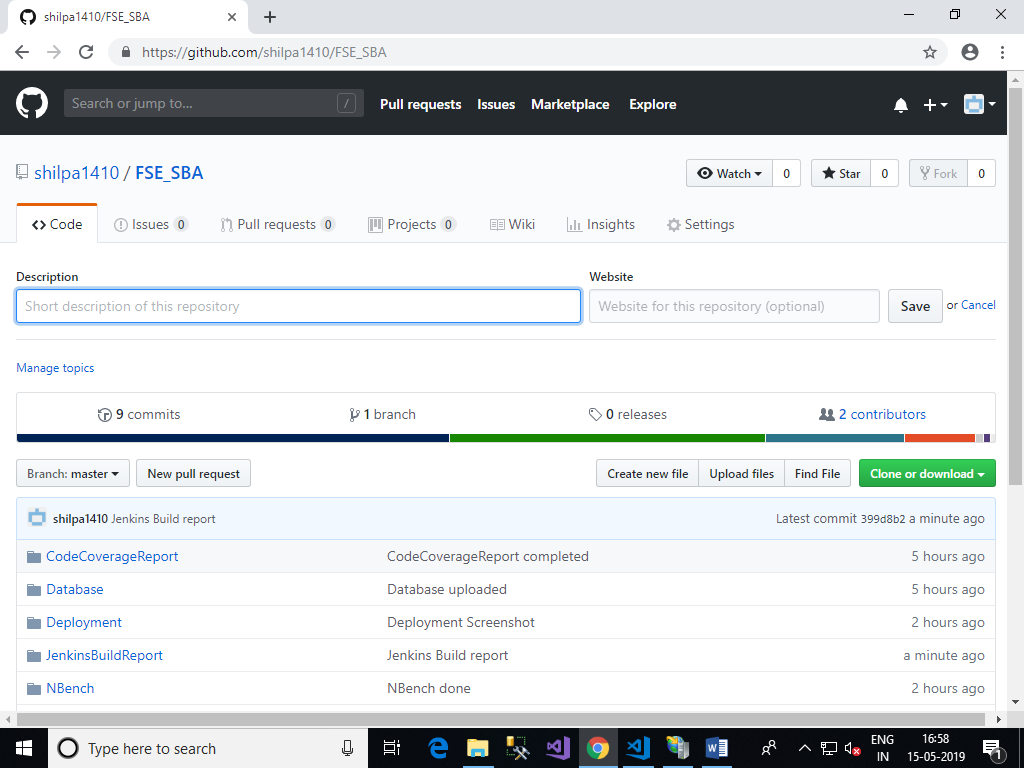 shilpa1410/FSE_SBA
https://github.com/shilpa1410/FSE_SBA
Search or jump to... / Pull requests Issues Marketplace Explore
shilpa1410 / FSE_SBA Watch 0 Star 0 Fork 0
Code Issues 0 Pull requests 0 Projects 0 Wiki Insights Settings
Description Website
Short description of this repository Website for this repository (optional) Save or Cancel
Manage topics
9 commits 1 branch 0 releases 2 contributors
Branch: master New pull request Create new file Upload files Find File Clone or download
shilpa1410 Jenkins Build report Latest commit 399d8b2 a minute ago
CodeCoverageReport CodeCoverageReport completed 5 hours ago
Database Database uploaded 5 hours ago
Deployment Deployment Screenshot 2 hours ago
JenkinsBuildReport Jenkins Build report a minute ago
NBench NBench done 2 hours ago
Type here to search
ENG
IN
16:58
15-05-2019
1